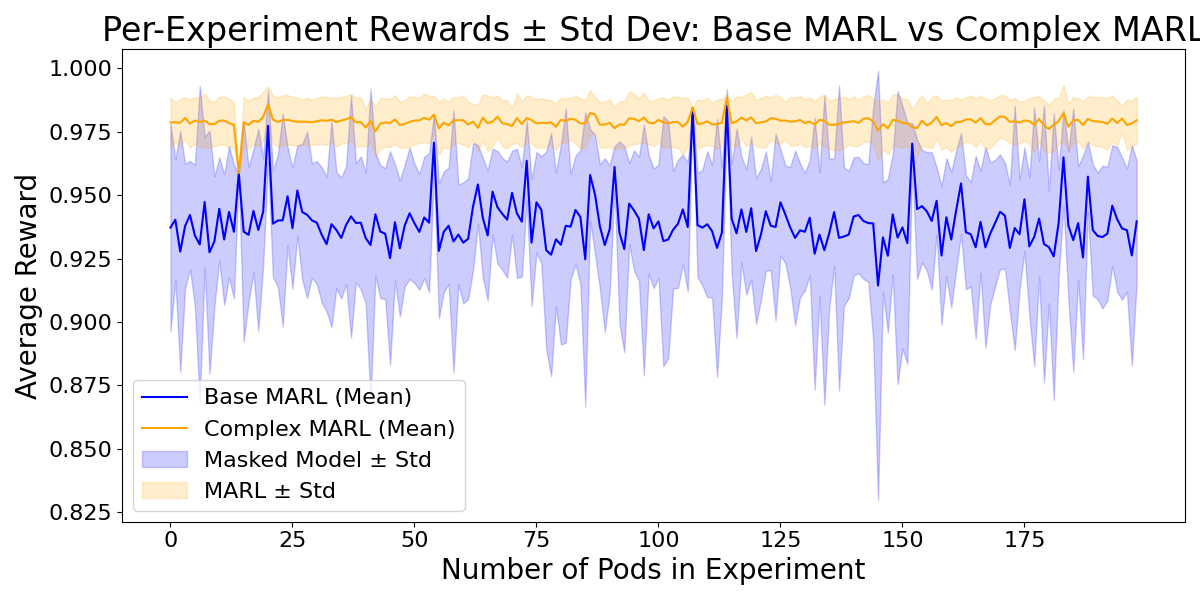 Per-Experiment Rewards ± Std Dev: Base MARL vs Complex MARL
1.000
0.975
0.950
0.925
0.900
0.875
0.850
0.825
Average Reward
Base MARL (Mean)
Complex MARL (Mean)
Masked Model ± Std
MARL ± Std
0 25 50 75 100 125 150 175
Number of Pods in Experiment